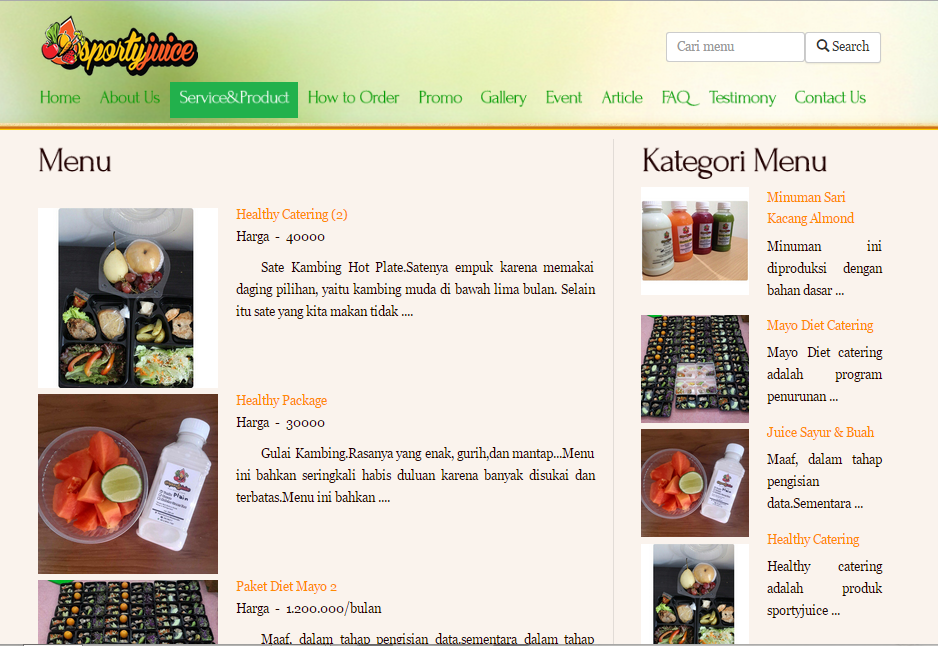 sportyjuice
Cari menu
Search
Home About Us Service&Product How to Order Promo Gallery Event Article FAQ Testimony Contact Us
Menu
Healthy Catering (2)
Harga - 40000
Sate Kambing Hot Plate.Satenya empuk karena memakai
daging pilihan, yaitu kambing muda di bawah lima bulan. Selain
itu sate yang kita makan tidak ....
Healthy Package
Harga - 30000
Gulai Kambing.Rasanya yang enak, gurih,dan mantap...Menu
ini bahkan seringkali habis duluan karena banyak disukai dan
terbatas.Menu ini bahkan ....
Plain
Paket Diet Mayo 2
Harga - 1.200.000/bulan
Maaf, dalam tahap pengisian data.sementara dalam tahap
Kategori Menu
Minuman Sari
Kacang Almond
Minuman ini
diproduksi dengan
bahan dasar ...
Mayo Diet Catering
Mayo Diet catering
adalah program
penurunan ...
Juice Sayur & Buah
Maaf, dalam tahap
pengisian
data.Sementara ...
Healthy Catering
Healthy catering
adalah produk
sportyjuice ...